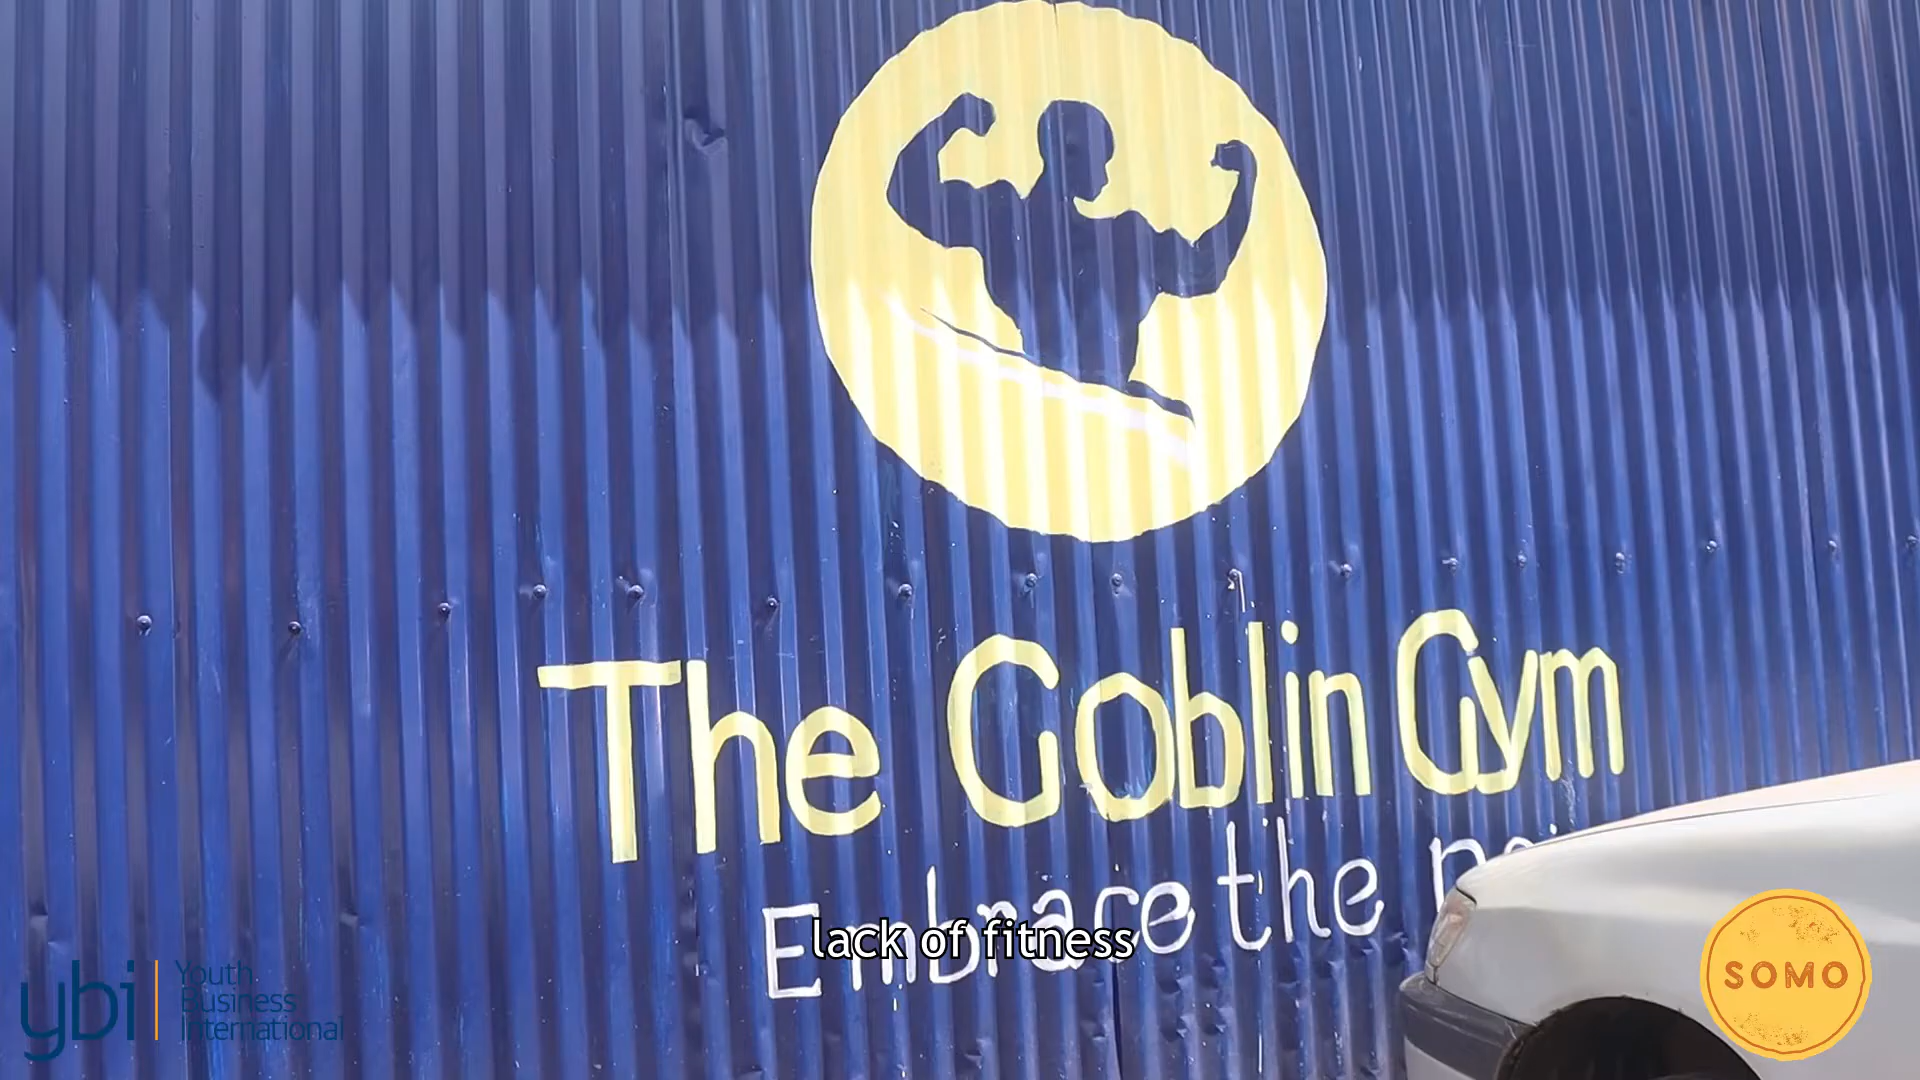 The Goblin Gym
Embrace the
lack of fitness
ybi
Youth
Business
International
SOMO